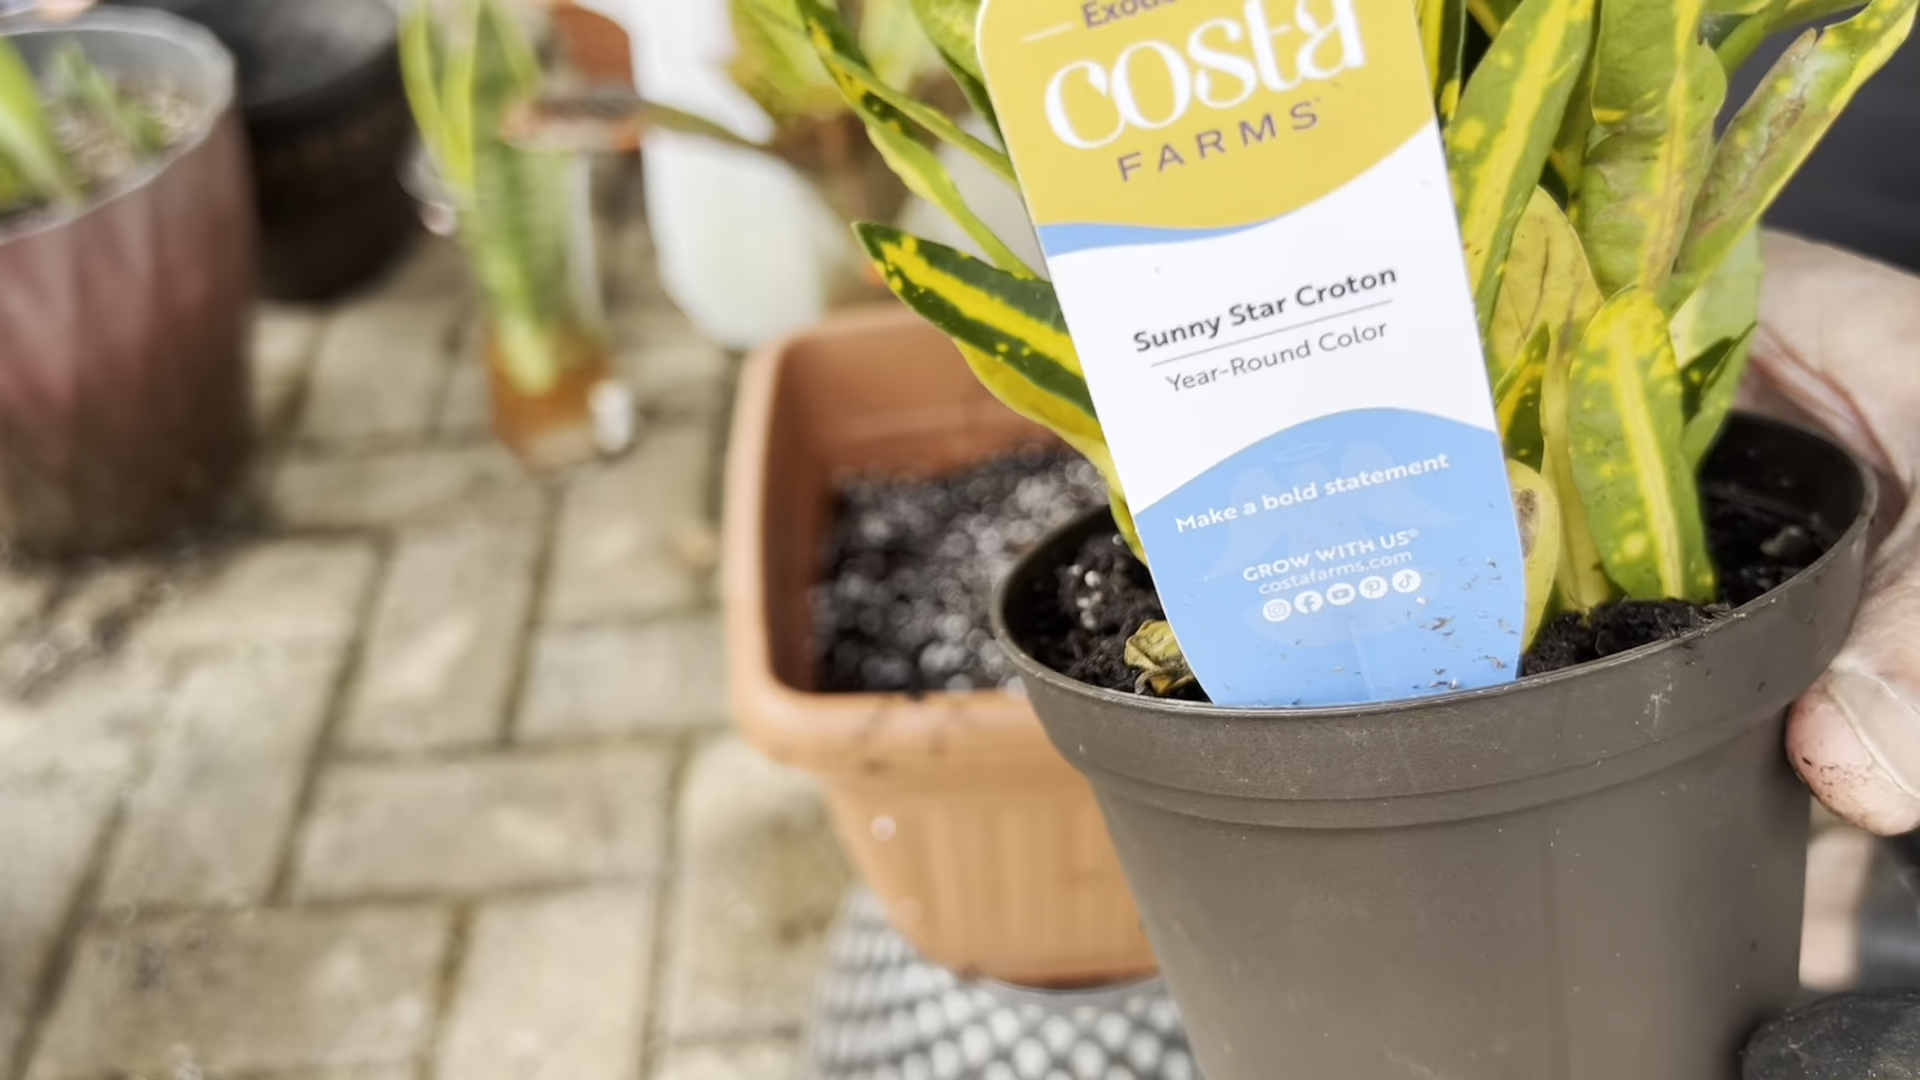 costa
FARMS
Sunny Star Croton
Year-Round Color
Make a bold statement
GROW WITH US®
costafarms.com